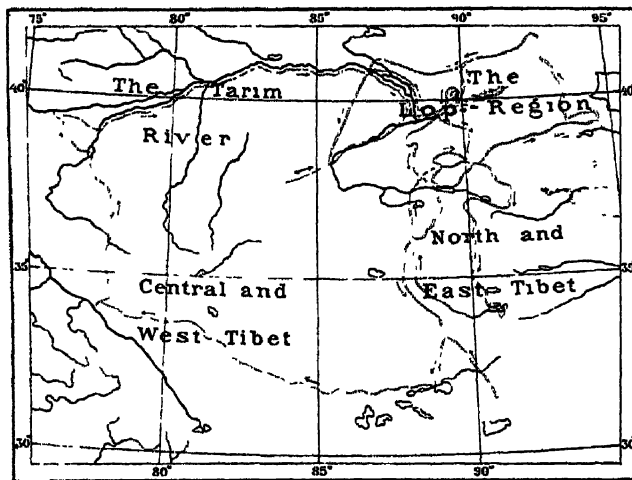 75° 80° 85° 90° 95°
40 40
The Tarim River
The Lop-Region
North and East-Tibet
35 35
Central and West-Tibet
30 30
80° 85° 90°